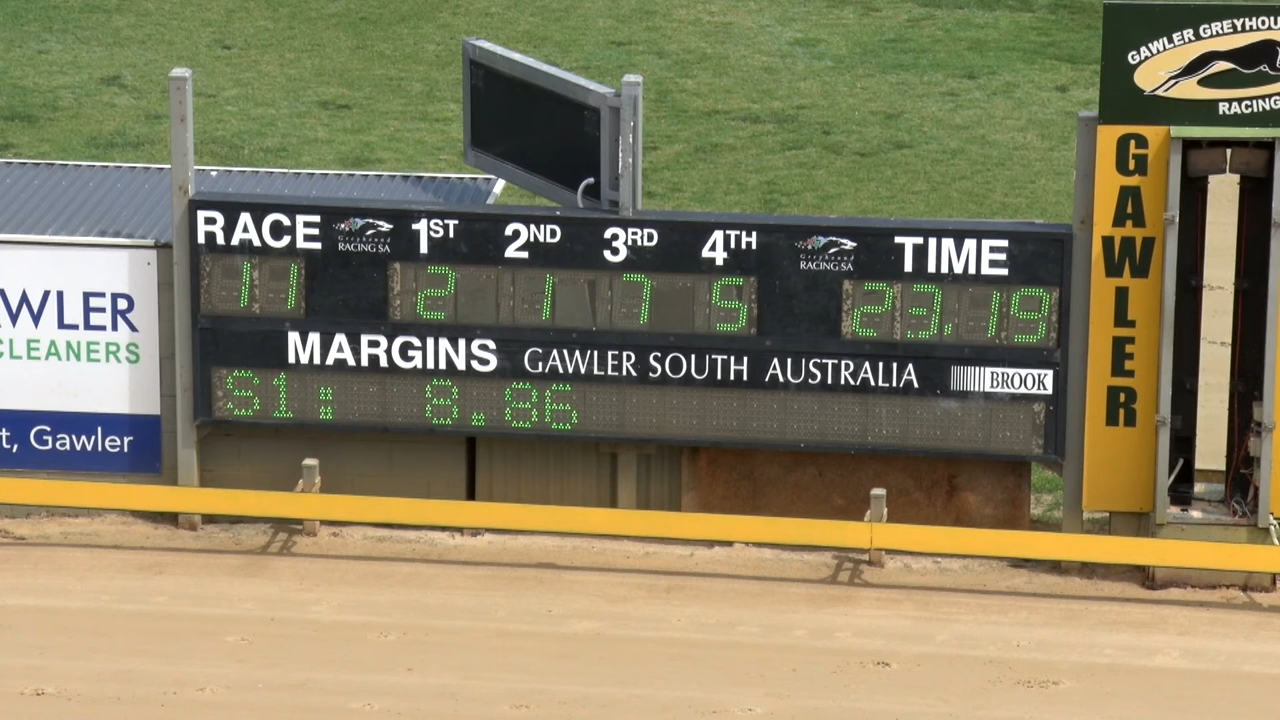 GAWLER GREYHOU
RACING
GAWLER
RACE
Greyhound
RACING SA
1ST 2ND 3RD 4TH
Greyhound
RACING SA
TIME
11 2 1 7 5 23.19
MARGINS GAWLER SOUTH AUSTRALIA BROOK
S1: 8.86
WLER
CLEANERS
t, Gawler